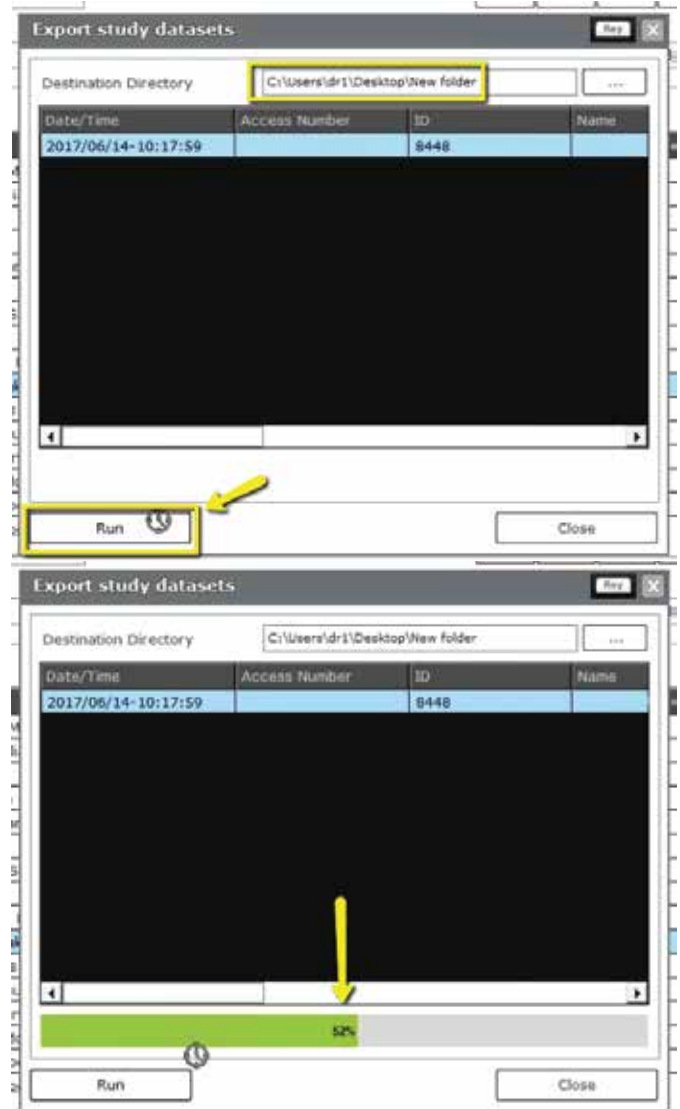 Export study datasets
Destination Directory C:\Users\dr1\Desktop\New folder ...
Date/Time Access Number ID Name
2017/06/14-10:17:59 8448
Run Close
Export study datasets
Destination Directory C:\Users\dr1\Desktop\New folder ...
Date/Time Access Number ID Name
2017/06/14-10:17:59 8448
52%
Run Close